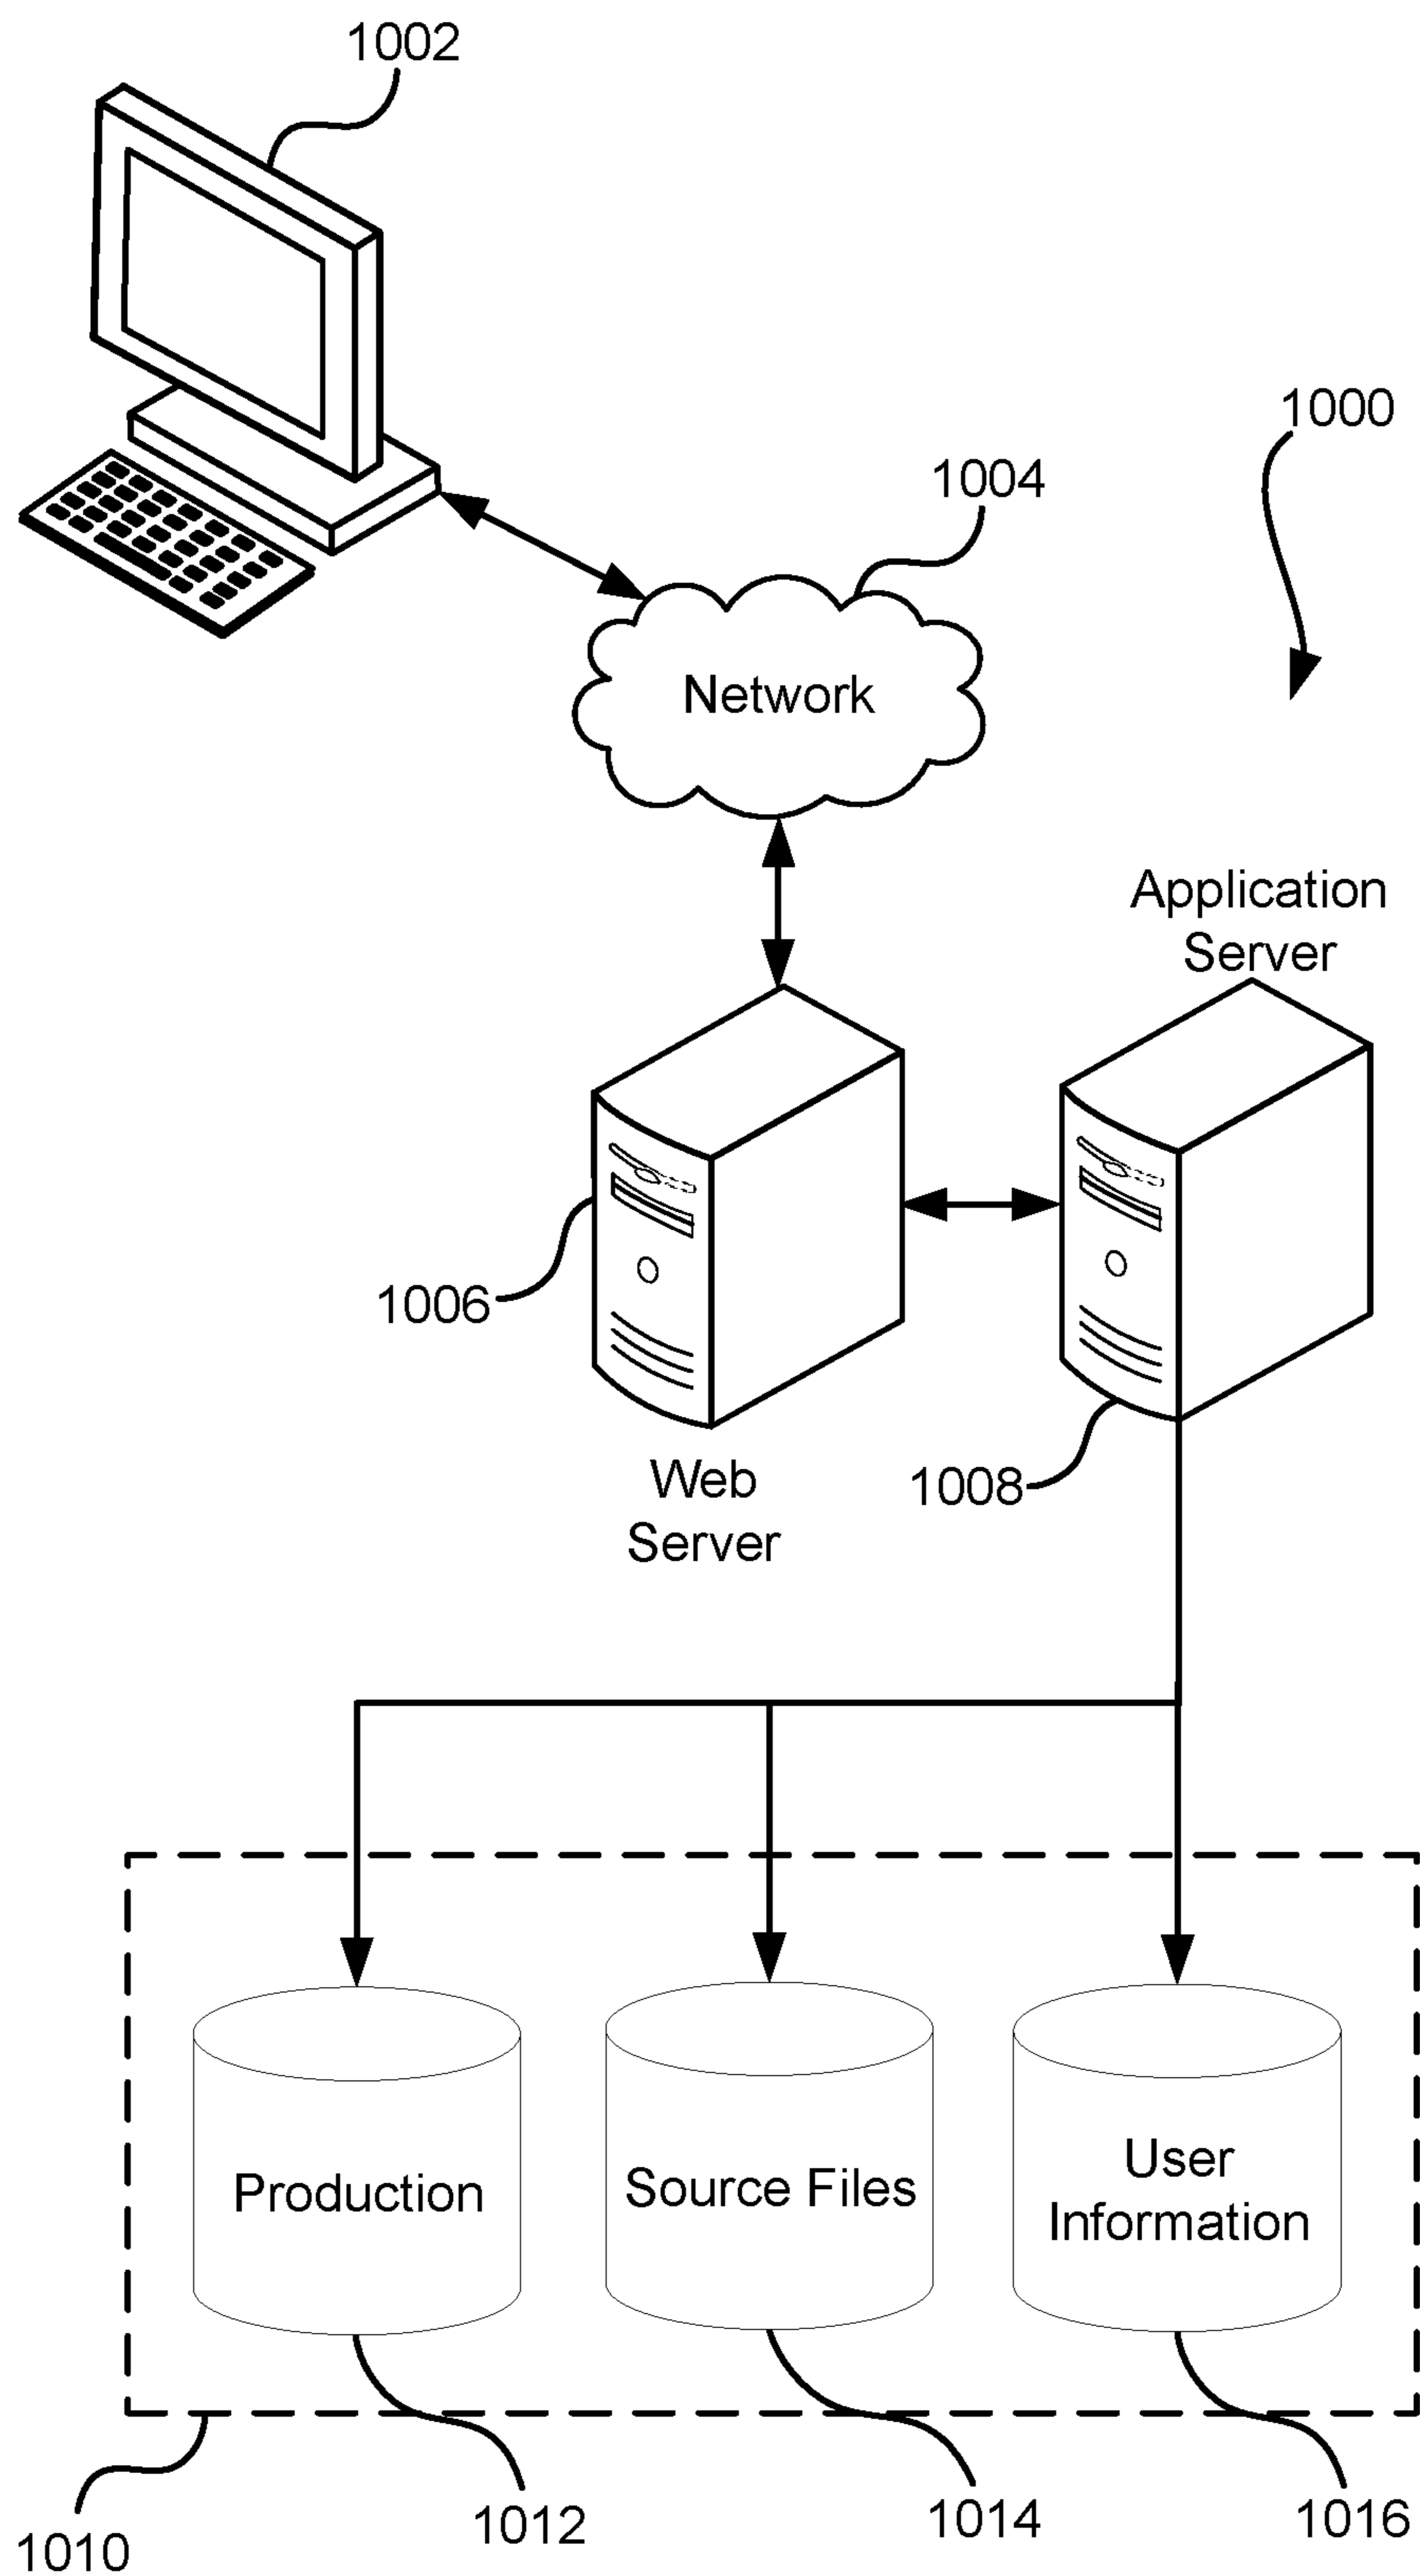 1002
1000
1004
Network
Application
Server
1006
Web
Server
1008
Production
Source Files
User
Information
1010
1012
1014
1016